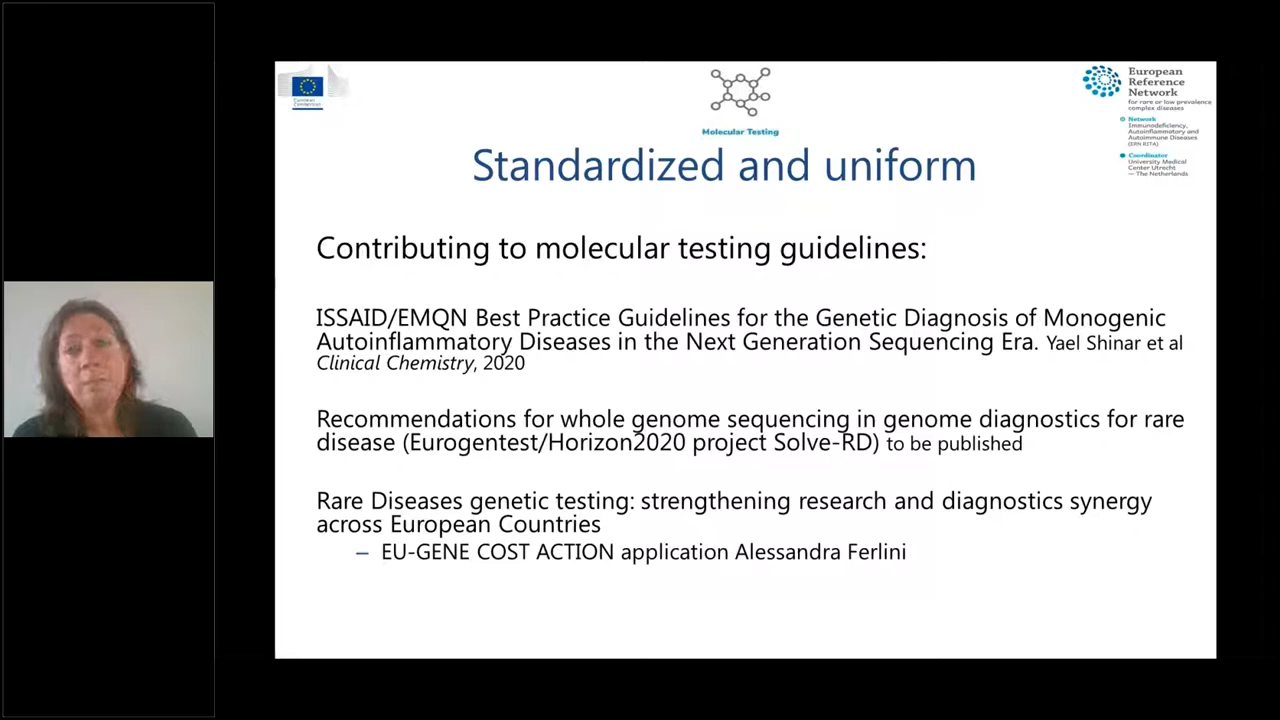 European
Commission
Molecular Testing
European
Reference
Network
for rare or low prevalence
complex diseases
Network
Immunodeficiency,
Autoinflammatory and
Autoimmune Diseases
(ERN RITA)
Coordinator
University Medical
Center Utrecht
— The Netherlands
Standardized and uniform
Contributing to molecular testing guidelines:
ISSAID/EMQN Best Practice Guidelines for the Genetic Diagnosis of Monogenic
Autoinflammatory Diseases in the Next Generation Sequencing Era. Yael Shinar et al
Clinical Chemistry, 2020
Recommendations for whole genome sequencing in genome diagnostics for rare
disease (Eurogentest/Horizon2020 project Solve-RD) to be published
Rare Diseases genetic testing: strengthening research and diagnostics synergy
across European Countries
– EU-GENE COST ACTION application Alessandra Ferlini